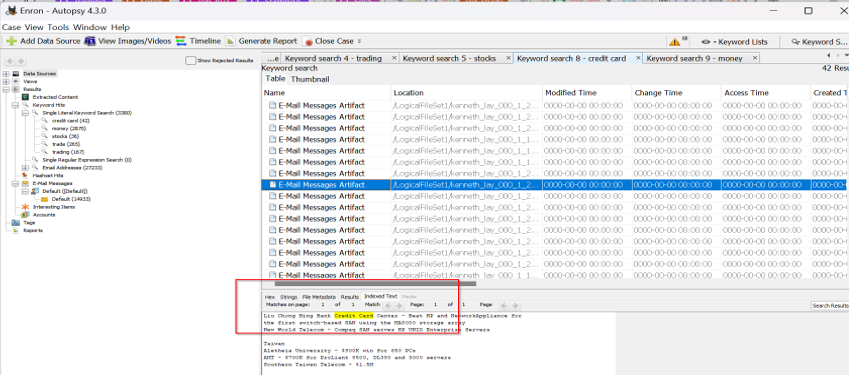 Enron - Autopsy 4.3.0
Case View Tools Window Help
Add Data Source View Images/Videos Timeline Generate Report Close Case Keyword Lists Keyword S...
Show Rejected Results
...e Keyword search 4 - trading Keyword search 5 - stocks Keyword search 8 - credit card Keyword search 9 - money
Keyword search 42 Resu
Table Thumbnail
Name Location Modified Time Change Time Access Time Created T
E-Mail Messages Artifact /LogicalFileSet1/kenneth_lay_000_1_2... 0000-00-00 00:00:00 0000-00-00 00:00:00 0000-00-00 00:00:00 0000-00-
E-Mail Messages Artifact /LogicalFileSet1/kenneth_lay_000_1_2... 0000-00-00 00:00:00 0000-00-00 00:00:00 0000-00-00 00:00:00 0000-00-
E-Mail Messages Artifact /LogicalFileSet1/kenneth_lay_000_1_2... 0000-00-00 00:00:00 0000-00-00 00:00:00 0000-00-00 00:00:00 0000-00-
E-Mail Messages Artifact /LogicalFileSet1/kenneth_lay_000_1_1... 0000-00-00 00:00:00 0000-00-00 00:00:00 0000-00-00 00:00:00 0000-00-
E-Mail Messages Artifact /LogicalFileSet1/kenneth_lay_000_1_2... 0000-00-00 00:00:00 0000-00-00 00:00:00 0000-00-00 00:00:00 0000-00-
E-Mail Messages Artifact /LogicalFileSet1/kenneth_lay_000_1_2... 0000-00-00 00:00:00 0000-00-00 00:00:00 0000-00-00 00:00:00 0000-00-
E-Mail Messages Artifact /LogicalFileSet1/kenneth_lay_000_1_2... 0000-00-00 00:00:00 0000-00-00 00:00:00 0000-00-00 00:00:00 0000-00-
E-Mail Messages Artifact /LogicalFileSet1/kenneth_lay_000_1_2... 0000-00-00 00:00:00 0000-00-00 00:00:00 0000-00-00 00:00:00 0000-00-
E-Mail Messages Artifact /LogicalFileSet1/kenneth_lay_000_1_2... 0000-00-00 00:00:00 0000-00-00 00:00:00 0000-00-00 00:00:00 0000-00-
E-Mail Messages Artifact /LogicalFileSet1/kenneth_lay_000_1_2... 0000-00-00 00:00:00 0000-00-00 00:00:00 0000-00-00 00:00:00 0000-00-
E-Mail Messages Artifact /LogicalFileSet1/kenneth_lay_000_1_2... 0000-00-00 00:00:00 0000-00-00 00:00:00 0000-00-00 00:00:00 0000-00-
E-Mail Messages Artifact /LogicalFileSet1/kenneth_lay_000_1_1... 0000-00-00 00:00:00 0000-00-00 00:00:00 0000-00-00 00:00:00 0000-00-
E-Mail Messages Artifact /LogicalFileSet1/kenneth_lay_000_1_1... 0000-00-00 00:00:00 0000-00-00 00:00:00 0000-00-00 00:00:00 0000-00-
E-Mail Messages Artifact /LogicalFileSet1/kenneth_lay_000_1_2... 0000-00-00 00:00:00 0000-00-00 00:00:00 0000-00-00 00:00:00 0000-00-
Data Sources
Views
Results
Extracted Content
Keyword Hits
Single Literal Keyword Search (3380)
credit card (42)
money (2870)
stocks (36)
trade (265)
trading (167)
Single Regular Expression Search (0)
Email Addresses (27233)
Hashset Hits
E-Mail Messages
Default ([Default])
Default (14933)
Interesting Items
Accounts
Tags
Reports
Hex Strings File Metadata Results Indexed Text Media
Matches on page: 1 of 1 Match Page: 1 of 1 Page Search Results
Liu Chong Hing Bank Credit Card Center - Beat HP and NetworkAppliance for
the first switch-based SAN using the MA8000 storage array
New World Telecom - Compaq SAN serves HP UNIX Enterprise Servers
Taiwan
Aletheia University - $900K win for 650 PCs
AMT - $700K for ProLiant 8500, DL380 and 3000 servers
Southern Taiwan Telecom - $1.5M